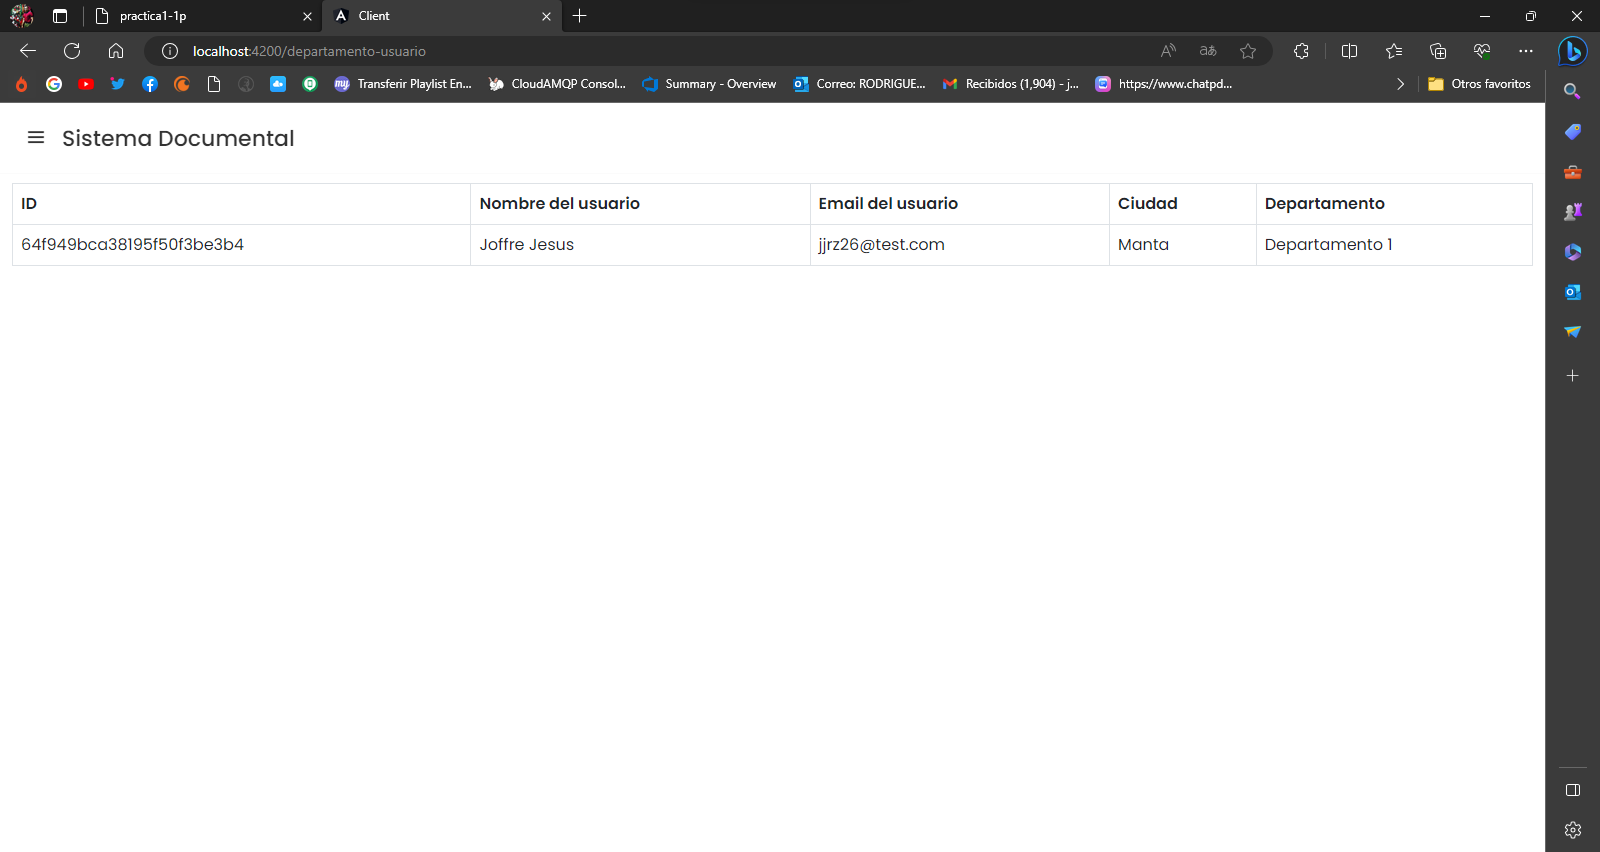 practica1-1p
Client
localhost:4200/departamento-usuario
Transferir Playlist En...
CloudAMQP Consol...
Summary - Overview
Correo: RODRIGUE...
Recibidos (1,904) - j...
https://www.chatpd...
Otros favoritos
Sistema Documental
ID Nombre del usuario Email del usuario Ciudad Departamento
64f949bca38195f50f3be3b4 Joffre Jesus jjrz26@test.com Manta Departamento 1